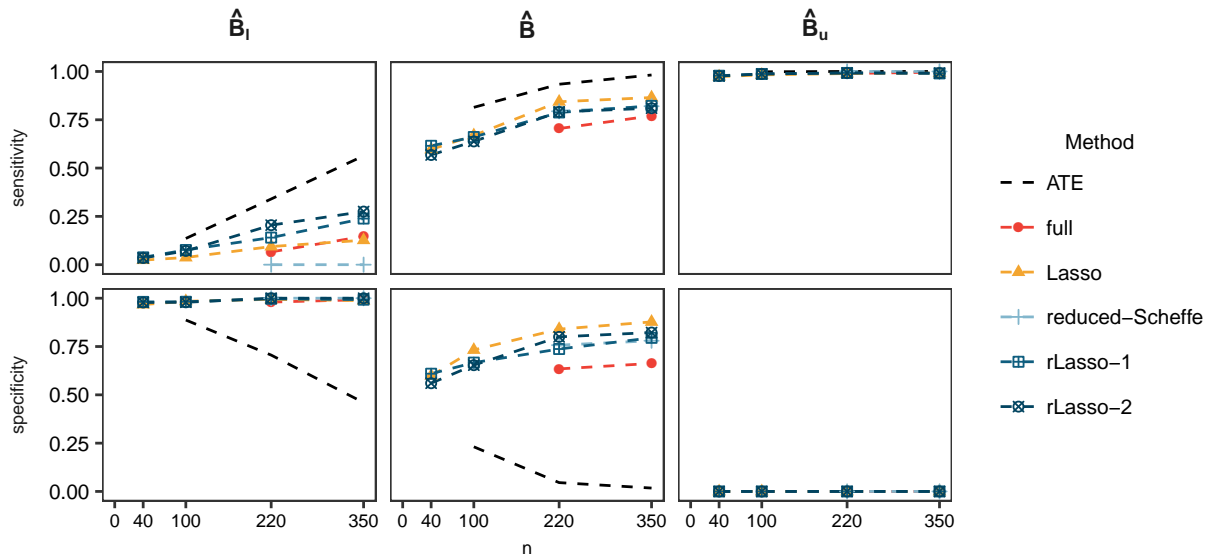 B̂l B̂ B̂u
1.00
0.75
0.50
0.25
0.00
sensitivity
1.00
0.75
0.50
0.25
0.00
specificity
0 40 100 220 350 0 40 100 220 350 0 40 100 220 350
n
Method
ATE
full
Lasso
reduced−Scheffe
rLasso−1
rLasso−2